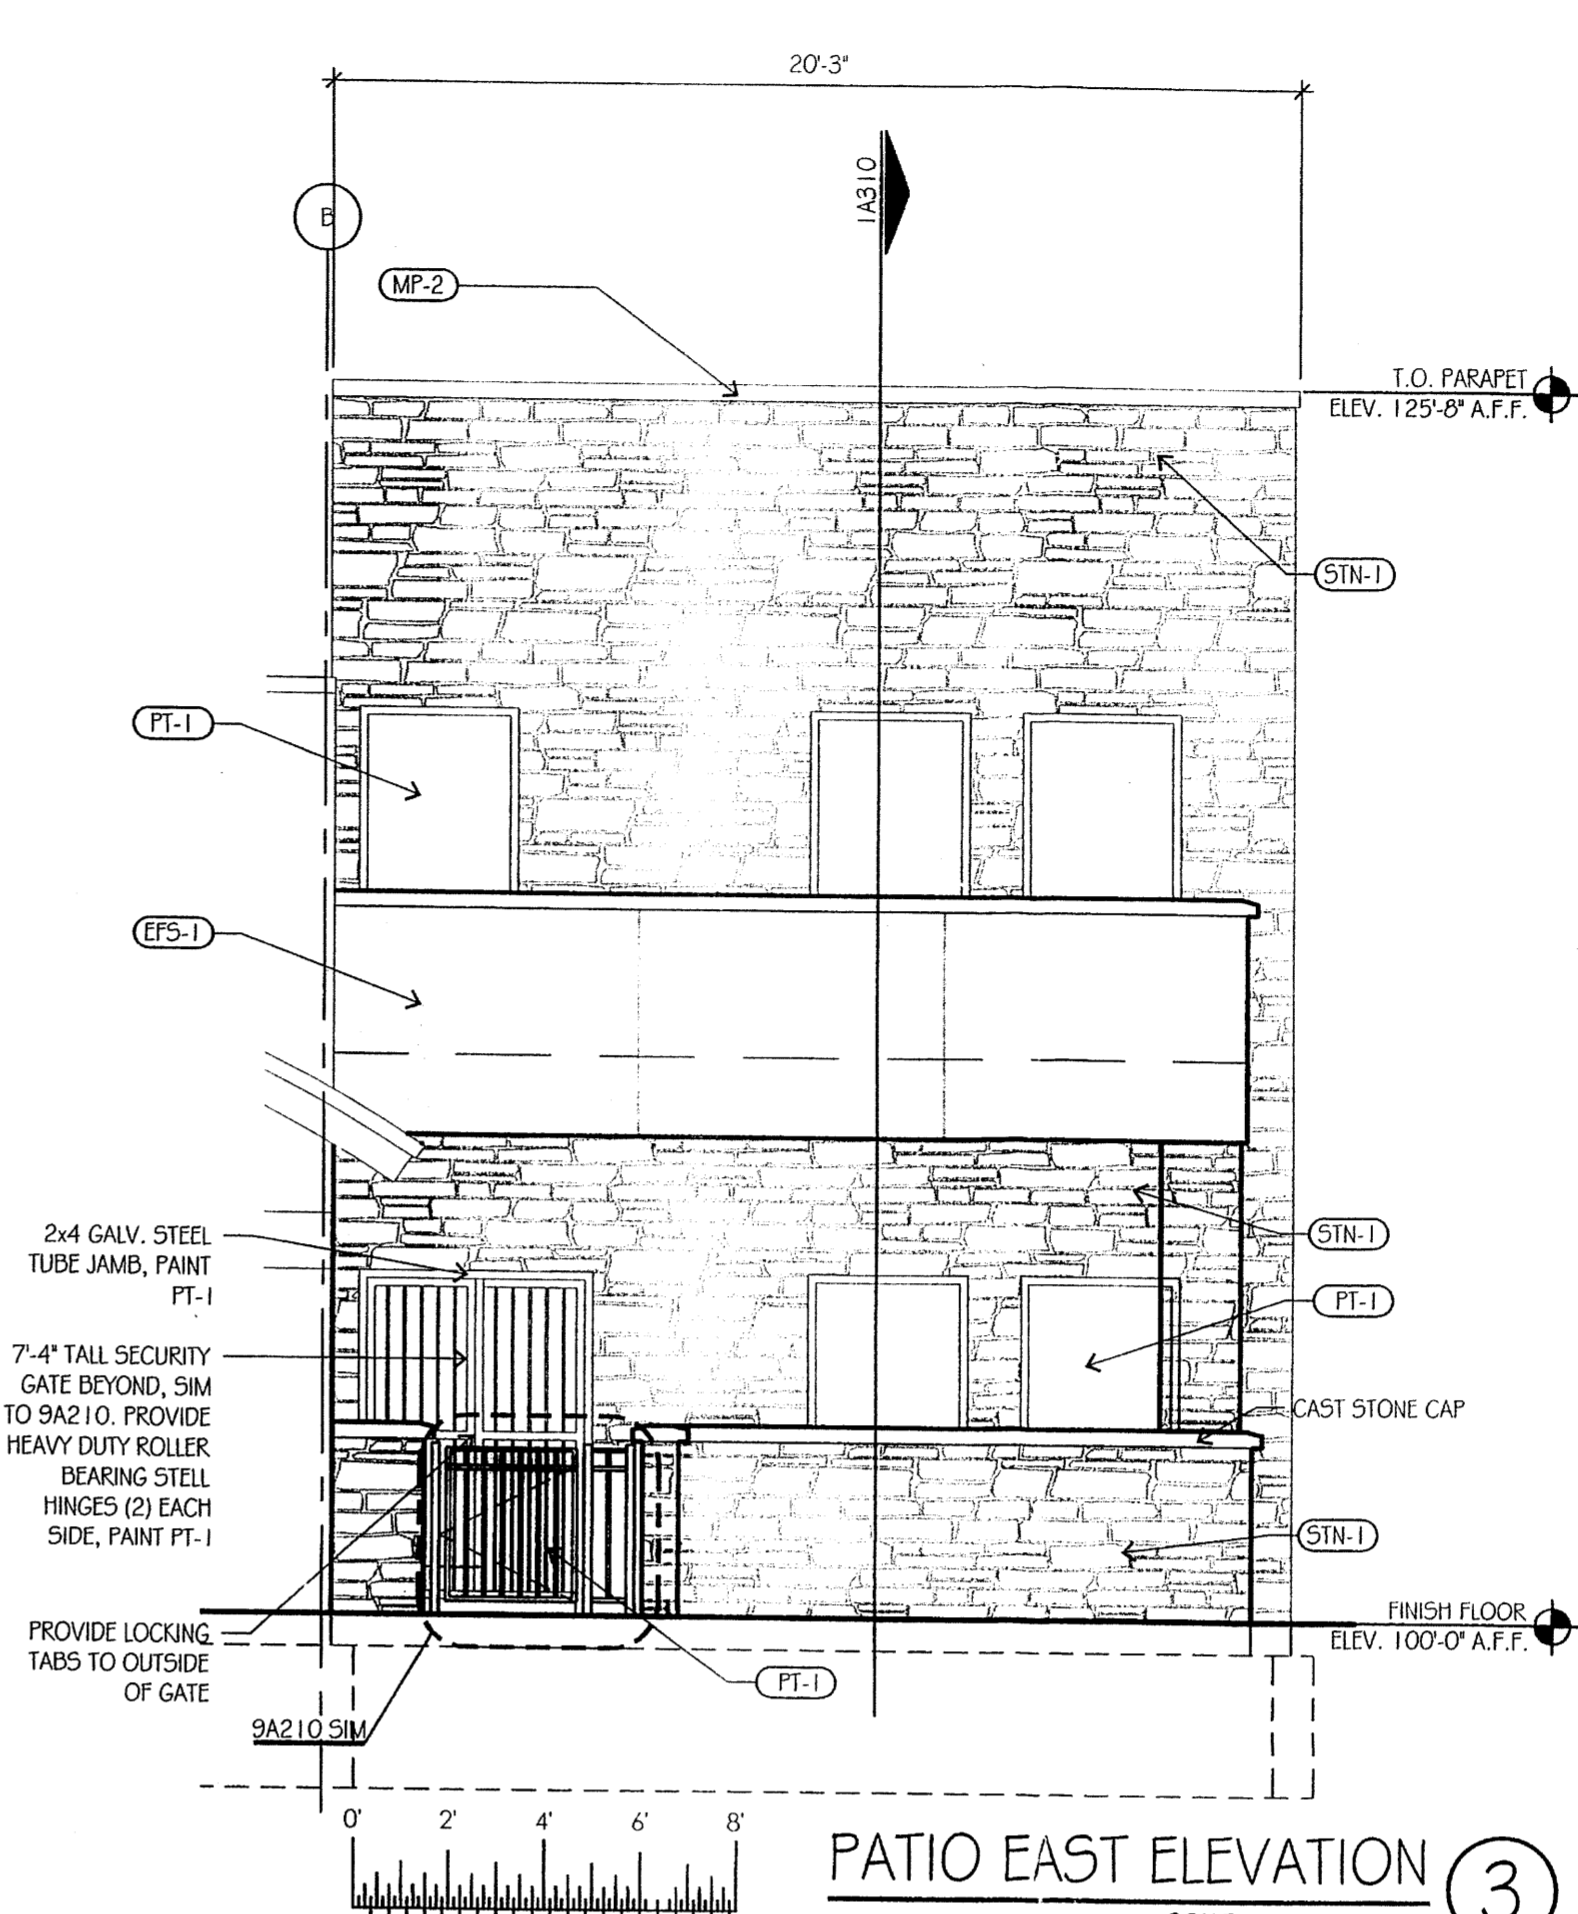 20'-3"
1A310
B
MP-2
T.O. PARAPET
ELEV. 125'-8" A.F.F.
STN-1
PT-1
EFS-1
2x4 GALV. STEEL
TUBE JAMB, PAINT
PT-1
STN-1
PT-1
7'-4" TALL SECURITY
GATE BEYOND, SIM
TO 9A210. PROVIDE
HEAVY DUTY ROLLER
BEARING STELL
HINGES (2) EACH
SIDE, PAINT PT-1
CAST STONE CAP
STN-1
FINISH FLOOR
ELEV. 100'-0" A.F.F.
PROVIDE LOCKING
TABS TO OUTSIDE
OF GATE
PT-1
9A210 SIM
0' 2' 4' 6' 8'
PATIO EAST ELEVATION
3